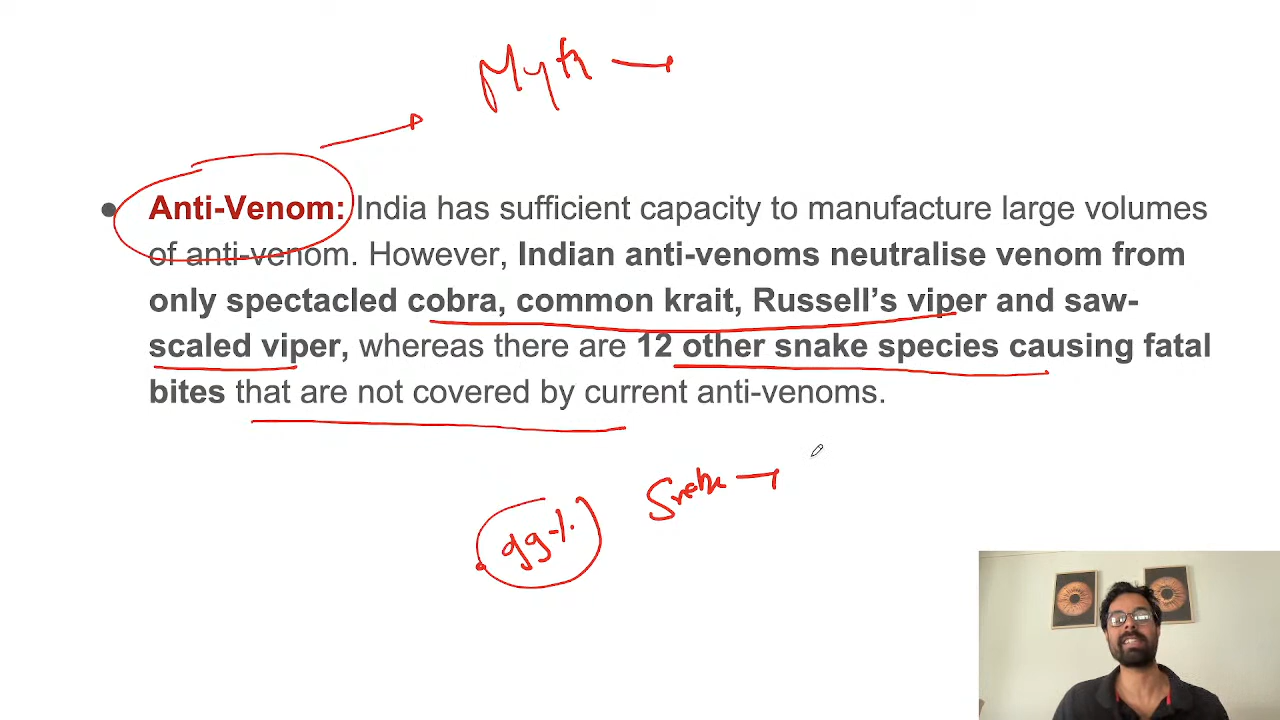 Myth →
• Anti-Venom: India has sufficient capacity to manufacture large volumes
of anti-venom. However, Indian anti-venoms neutralise venom from
only spectacled cobra, common krait, Russell’s viper and saw-
scaled viper, whereas there are 12 other snake species causing fatal
bites that are not covered by current anti-venoms.
Snake →
99%